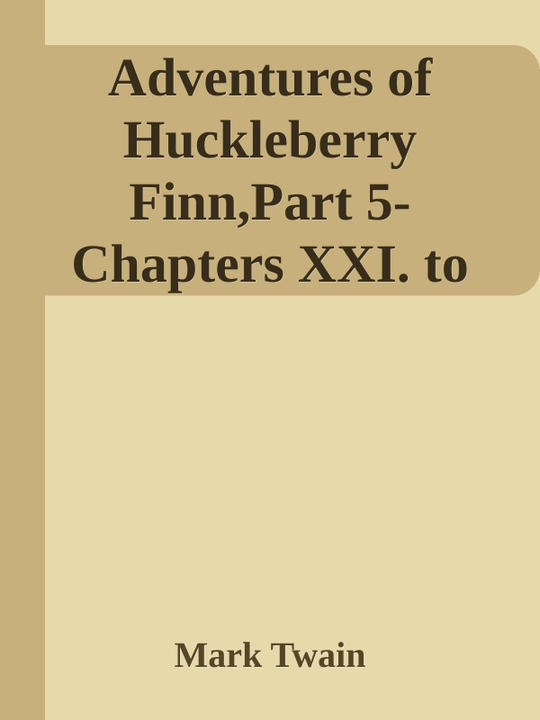 Adventures of
Huckleberry
Finn,Part 5-
Chapters XXI. to
Mark Twain